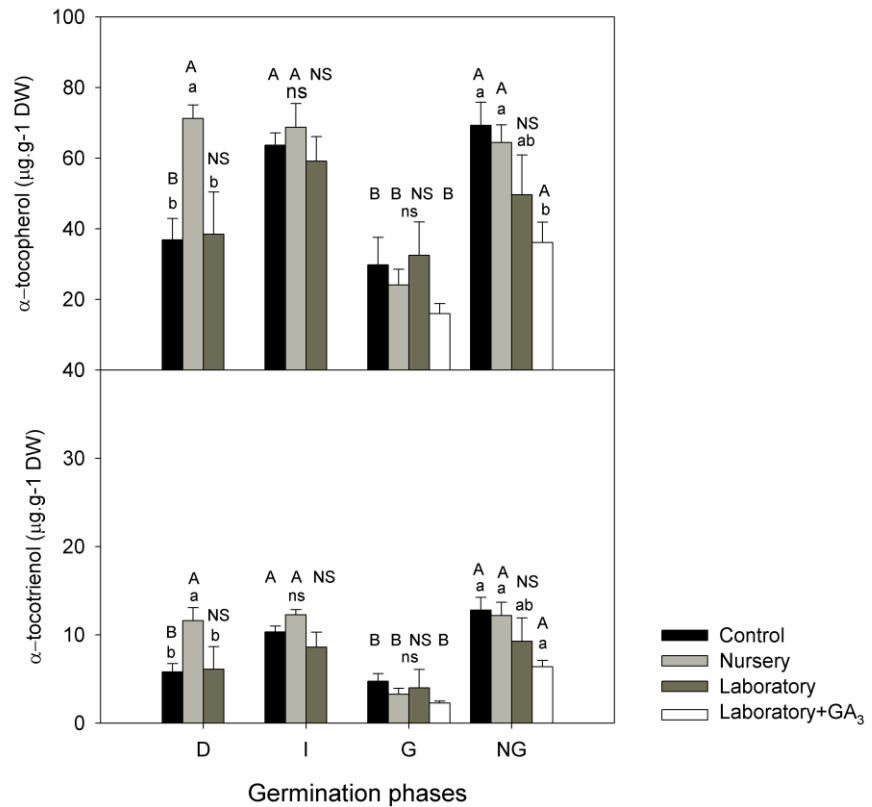 100
80
60
40
20
40
30
20
10
0
α−tocopherol (μg.g-1 DW)
α−tocotrienol (μg.g-1 DW)
A
a
B
b
NS
b
A A NS
ns
B B NS B
ns
A
a
A
a
NS
ab
A
b
A
a
B
b
NS
b
A A NS
ns
B B NS B
ns
A
a
A
a
NS
ab
A
a
D I G NG
Germination phases
Control
Nursery
Laboratory
Laboratory+GA₃